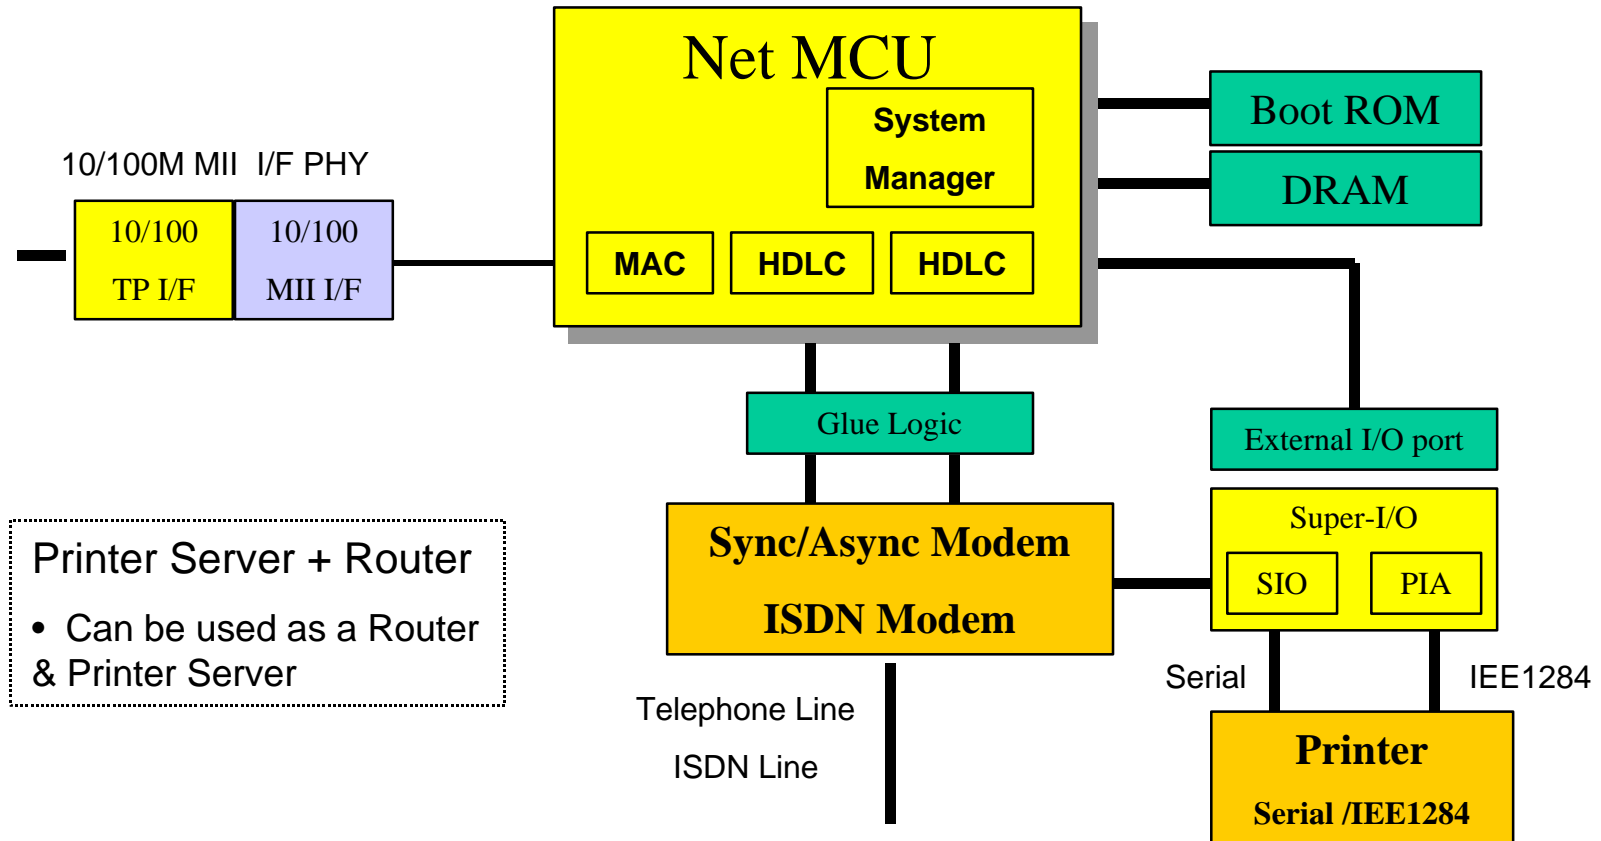 Net MCU
System
Manager
MAC
HDLC
HDLC
Boot ROM
DRAM
10/100M MII I/F PHY
10/100
TP I/F
10/100
MII I/F
Glue Logic
External I/O port
Super-I/O
SIO
PIA
Sync/Async Modem
ISDN Modem
Printer Server + Router
• Can be used as a Router
& Printer Server
Serial
IEE1284
Telephone Line
ISDN Line
Printer
Serial /IEE1284